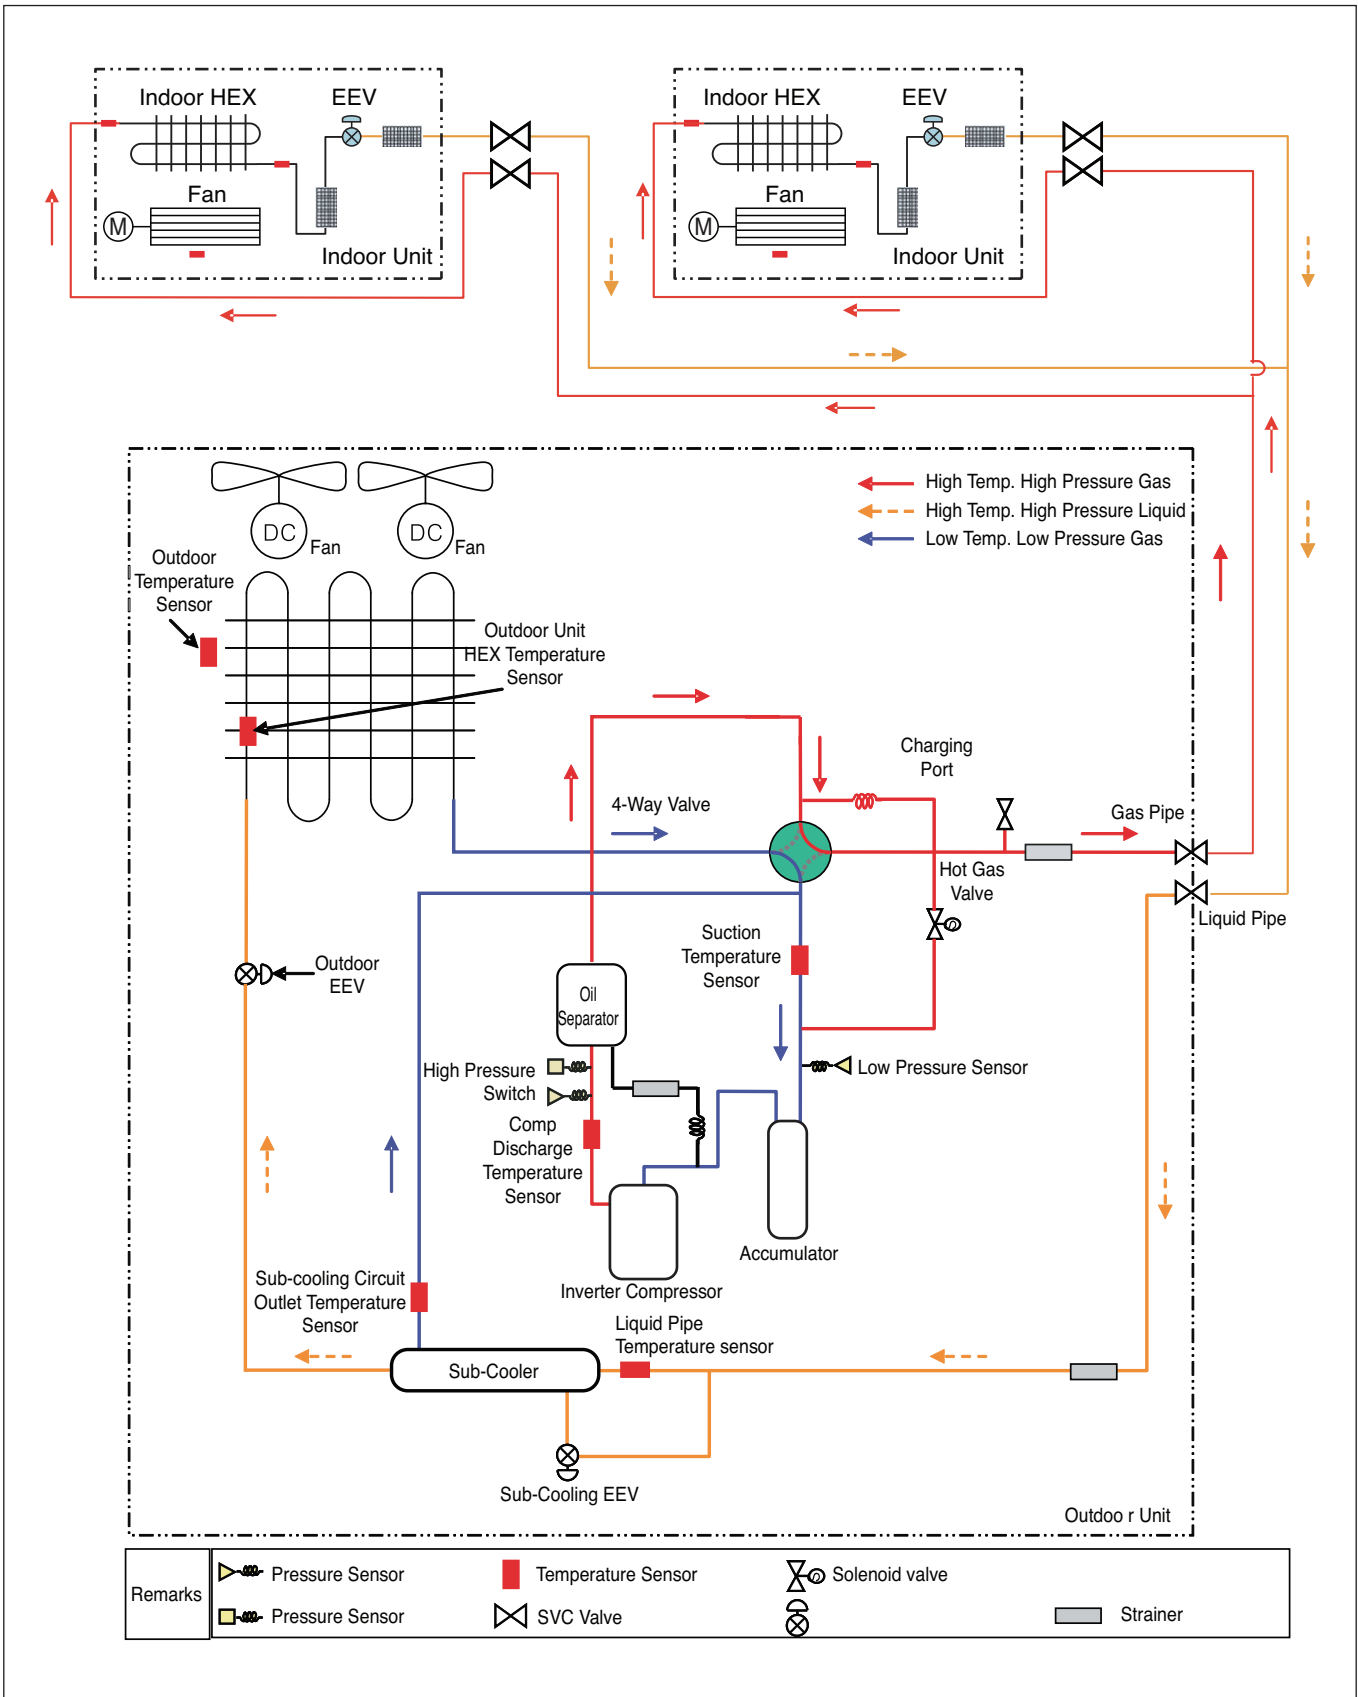 Indoor HEX
EEV
Fan
M
Indoor Unit
Indoor HEX
EEV
Fan
M
Indoor Unit
High Temp. High Pressure Gas
High Temp. High Pressure Liquid
Low Temp. Low Pressure Gas
DC
Fan
DC
Fan
Outdoor
Temperature
Sensor
Outdoor Unit
HEX Temperature
Sensor
Charging
Port
4-Way Valve
Gas Pipe
Hot Gas
Valve
Liquid Pipe
Suction
Temperature
Sensor
Outdoor
EEV
Oil
Separator
High Pressure
Switch
Low Pressure Sensor
Comp
Discharge
Temperature
Sensor
Accumulator
Inverter Compressor
Sub-cooling Circuit
Outlet Temperature
Sensor
Liquid Pipe
Temperature sensor
Sub-Cooler
Sub-Cooling EEV
Outdoo r Unit
Remarks
Pressure Sensor
Temperature Sensor
Solenoid valve
Pressure Sensor
SVC Valve
Strainer